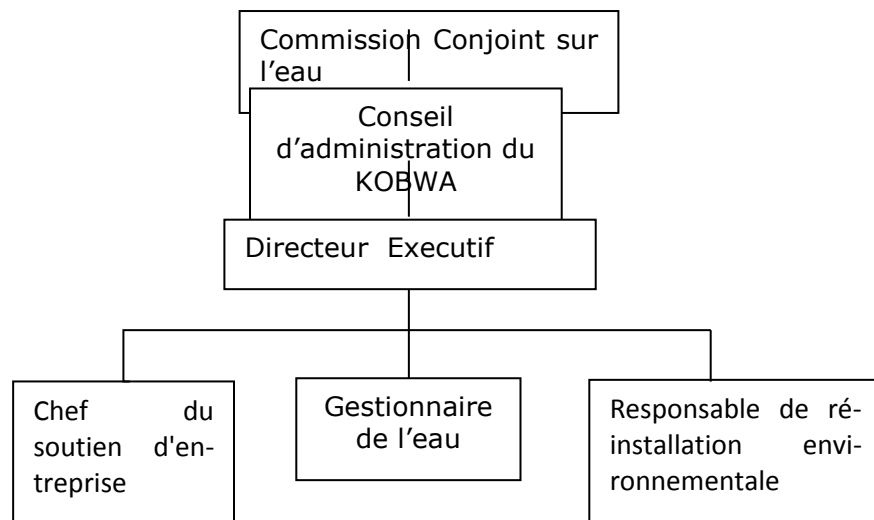 Commission Conjoint sur
l’eau
Conseil
d’administration du
KOBWA
Directeur Executif
Chef du
soutien d'en-
treprise
Gestionnaire
de l’eau
Responsable de ré-
installation envi-
ronnementale